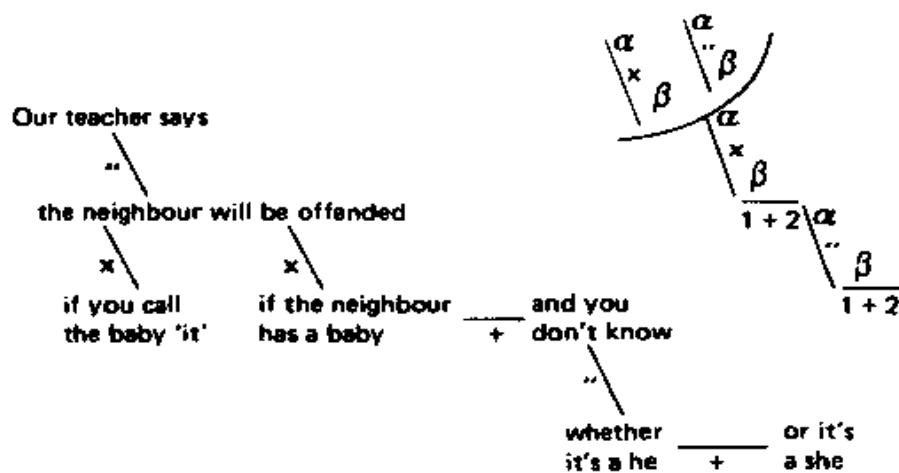 α α
× "
β β
Our teacher says α
" ×
β
the neighbour will be offended 1 + 2 α
"
× × β
if you call if the neighbour and you 1 + 2
the baby 'it' has a baby + don't know
"
whether or it's
it's a he + a she